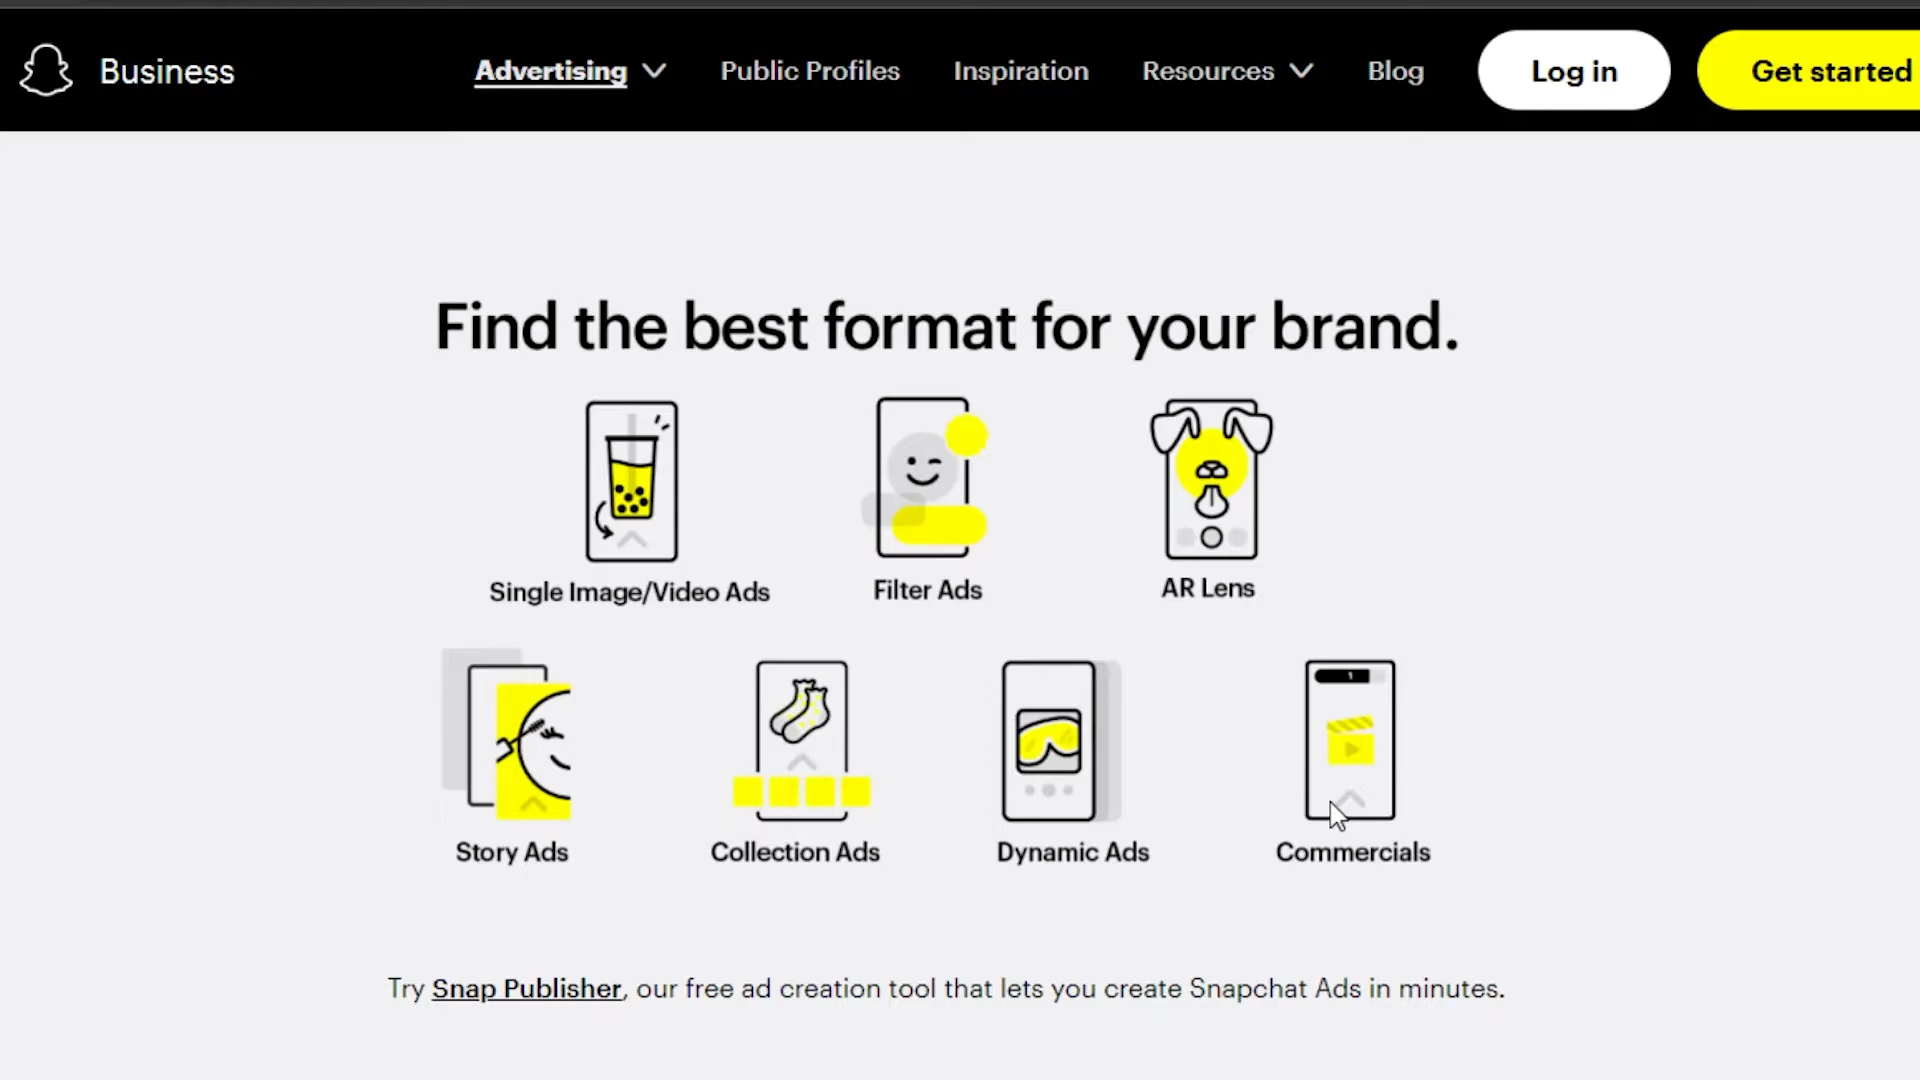 Business
Advertising
Public Profiles
Inspiration
Resources
Blog
Log in
Get started
Find the best format for your brand.
Single Image/Video Ads
Filter Ads
AR Lens
1
Story Ads
Collection Ads
Dynamic Ads
Commercials
Try Snap Publisher, our free ad creation tool that lets you create Snapchat Ads in minutes.